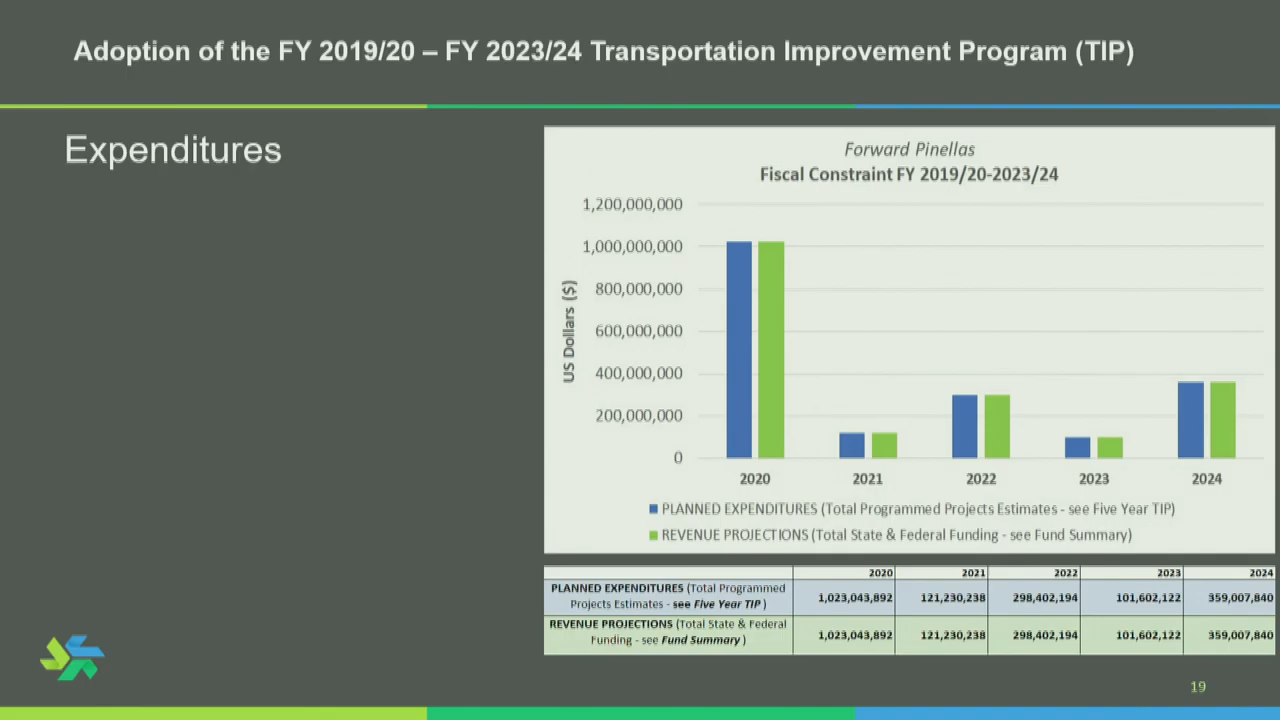 Adoption of the FY 2019/20 – FY 2023/24 Transportation Improvement Program (TIP)
Expenditures
Forward Pinellas
Fiscal Constraint FY 2019/20-2023/24
US Dollars ($)
1,200,000,000
1,000,000,000
800,000,000
600,000,000
400,000,000
200,000,000
0
2020 2021 2022 2023 2024
PLANNED EXPENDITURES (Total Programmed Projects Estimates - see Five Year TIP)
REVENUE PROJECTIONS (Total State & Federal Funding - see Fund Summary)
2020 2021 2022 2023 2024
PLANNED EXPENDITURES (Total Programmed
Projects Estimates - see Five Year TIP ) 1,023,043,892 121,230,238 298,402,194 101,602,122 359,007,840
REVENUE PROJECTIONS (Total State & Federal
Funding - see Fund Summary ) 1,023,043,892 121,230,238 298,402,194 101,602,122 359,007,840
19